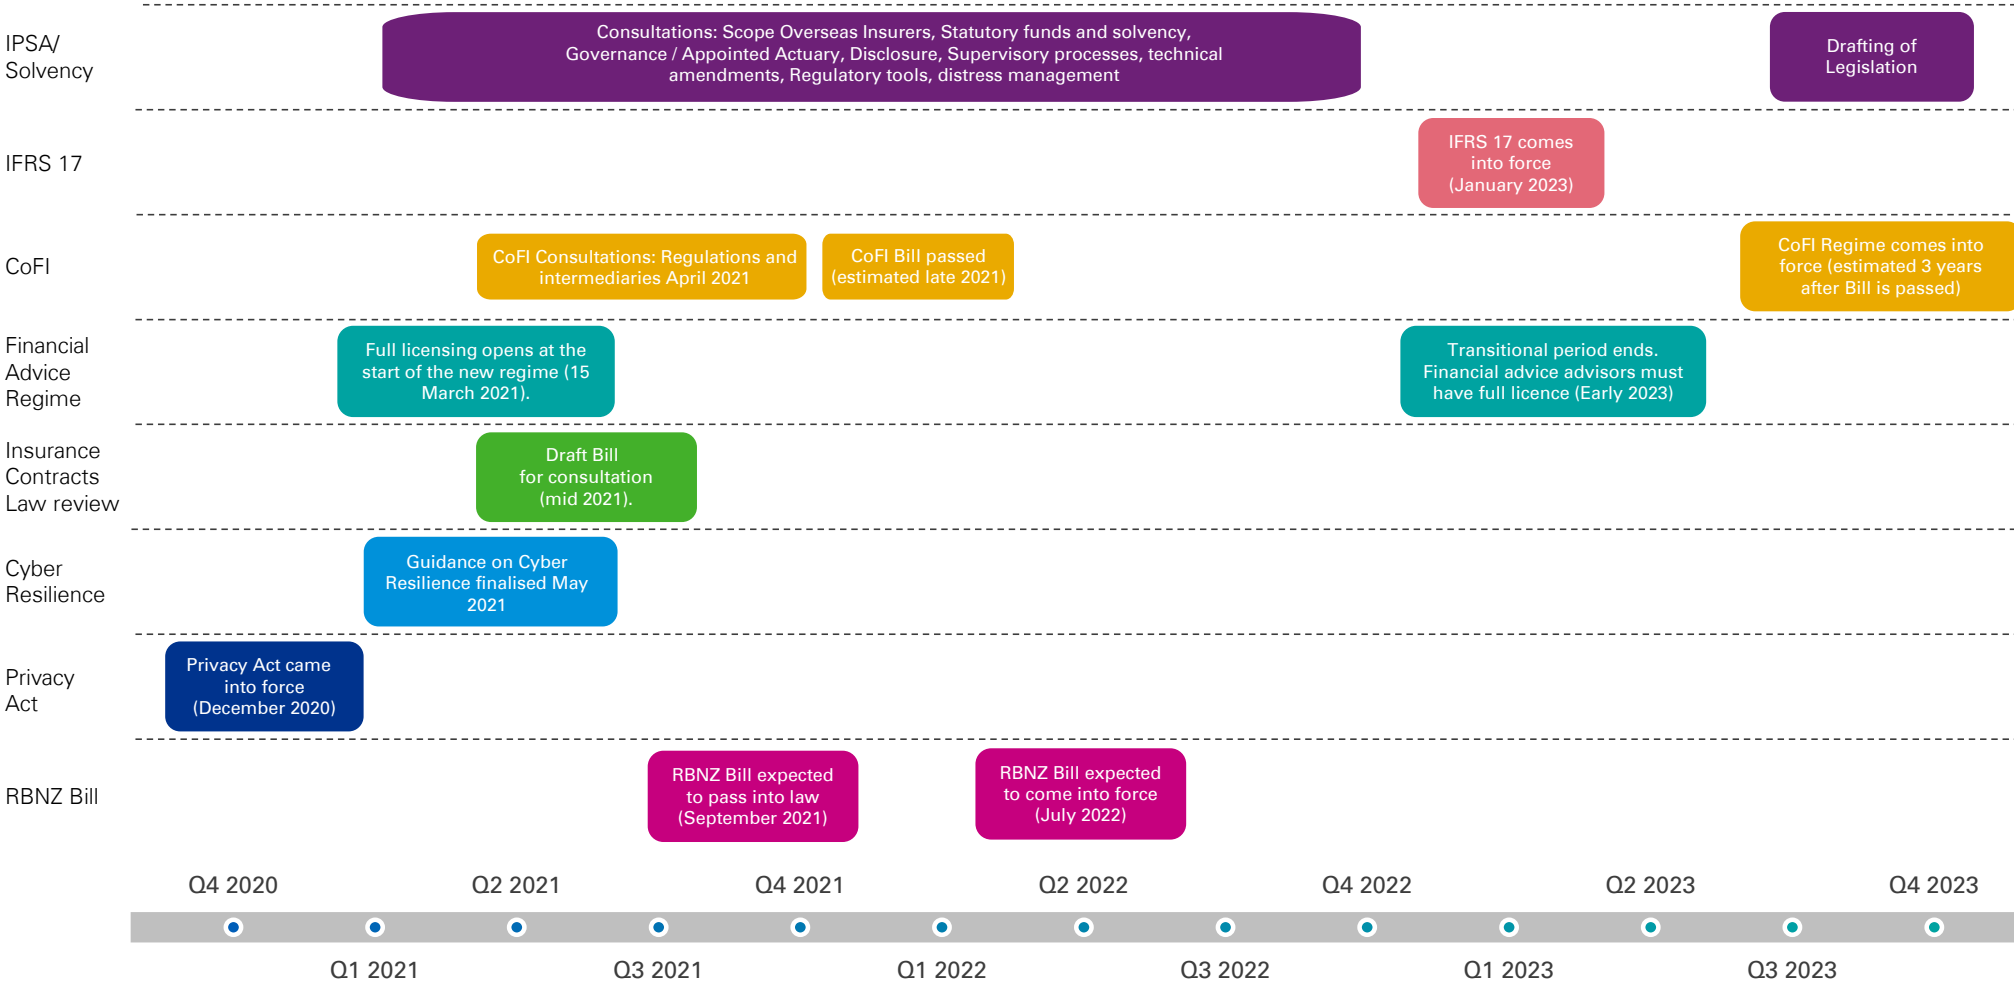 IPSA/
Solvency
Consultations: Scope Overseas Insurers, Statutory funds and solvency,
Governance / Appointed Actuary, Disclosure, Supervisory processes, technical
amendments, Regulatory tools, distress management
Drafting of
Legislation
IFRS 17
IFRS 17 comes
into force
(January 2023)
CoFI
CoFI Consultations: Regulations and
intermediaries April 2021
CoFI Bill passed
(estimated late 2021)
CoFI Regime comes into
force (estimated 3 years
after Bill is passed)
Financial
Advice
Regime
Full licensing opens at the
start of the new regime (15
March 2021).
Transitional period ends.
Financial advice advisors must
have full licence (Early 2023)
Insurance
Contracts
Law review
Draft Bill
for consultation
(mid 2021).
Cyber
Resilience
Guidance on Cyber
Resilience finalised May
2021
Privacy
Act
Privacy Act came
into force
(December 2020)
RBNZ Bill
RBNZ Bill expected
to pass into law
(September 2021)
RBNZ Bill expected
to come into force
(July 2022)
Q4 2020
Q2 2021
Q4 2021
Q2 2022
Q4 2022
Q2 2023
Q4 2023
Q1 2021
Q3 2021
Q1 2022
Q3 2022
Q1 2023
Q3 2023